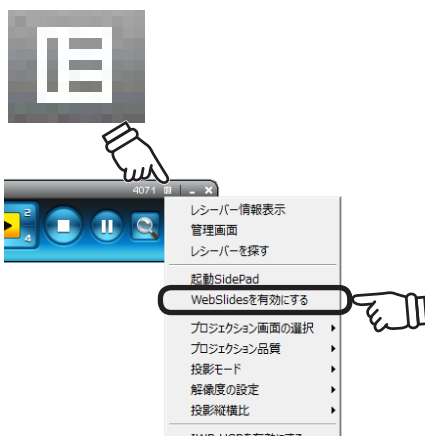 4071
2
4
レシーバー情報表示
管理画面
レシーバーを探す
起動SidePad
WebSlidesを有効にする
プロジェクション画面の選択
プロジェクション品質
投影モード
解像度の設定
投影縦横比